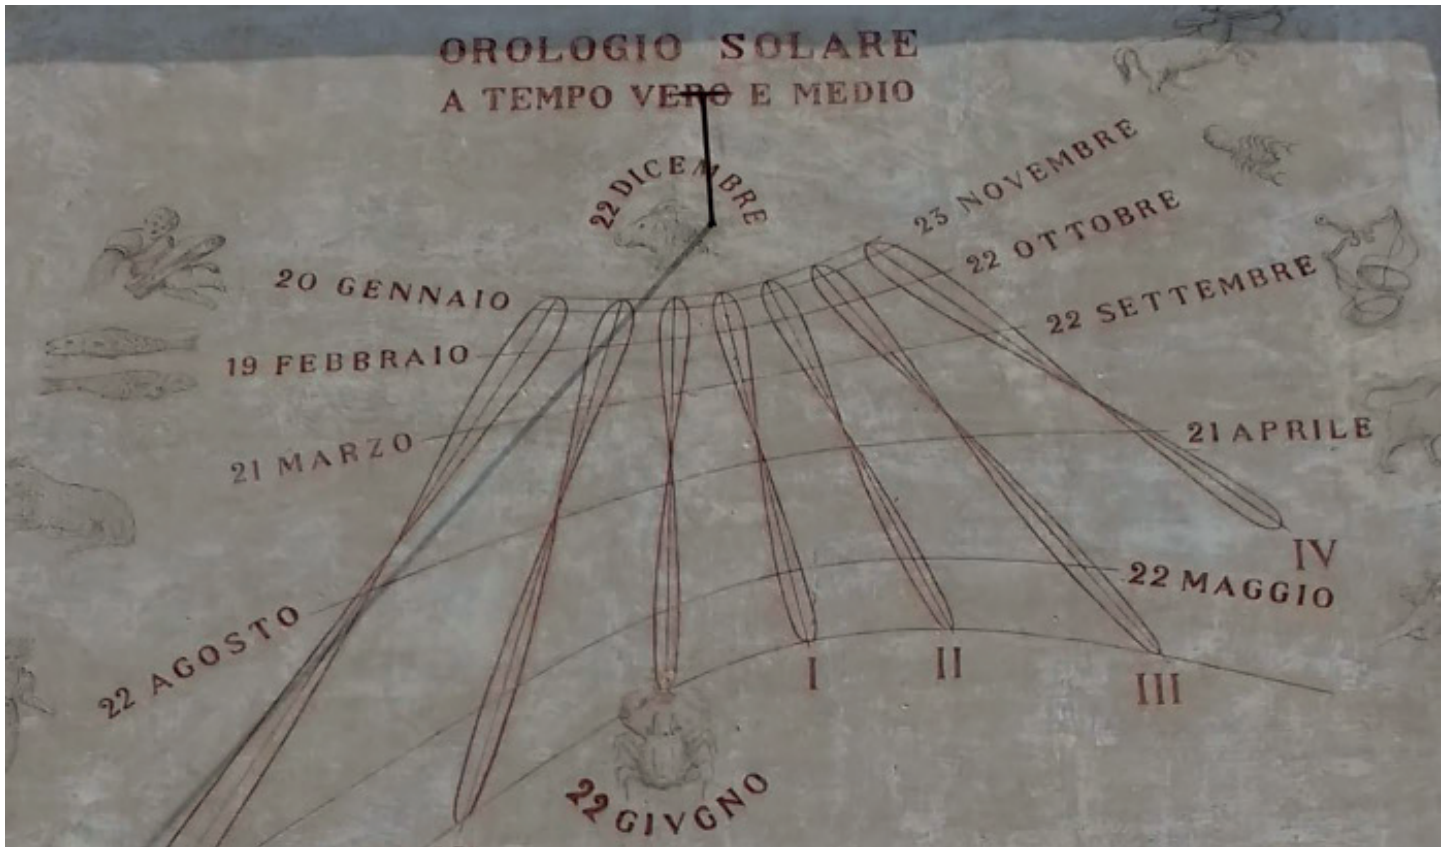 OROLOGIO SOLARE
A TEMPO VERO E MEDIO
22 DICEMBRE
23 NOVEMBRE
20 GENNAIO
22 OTTOBRE
19 FEBBRAIO
22 SETTEMBRE
21 MARZO
21 APRILE
22 AGOSTO
22 MAGGIO
I
II
III
IV
22 GIVGNO